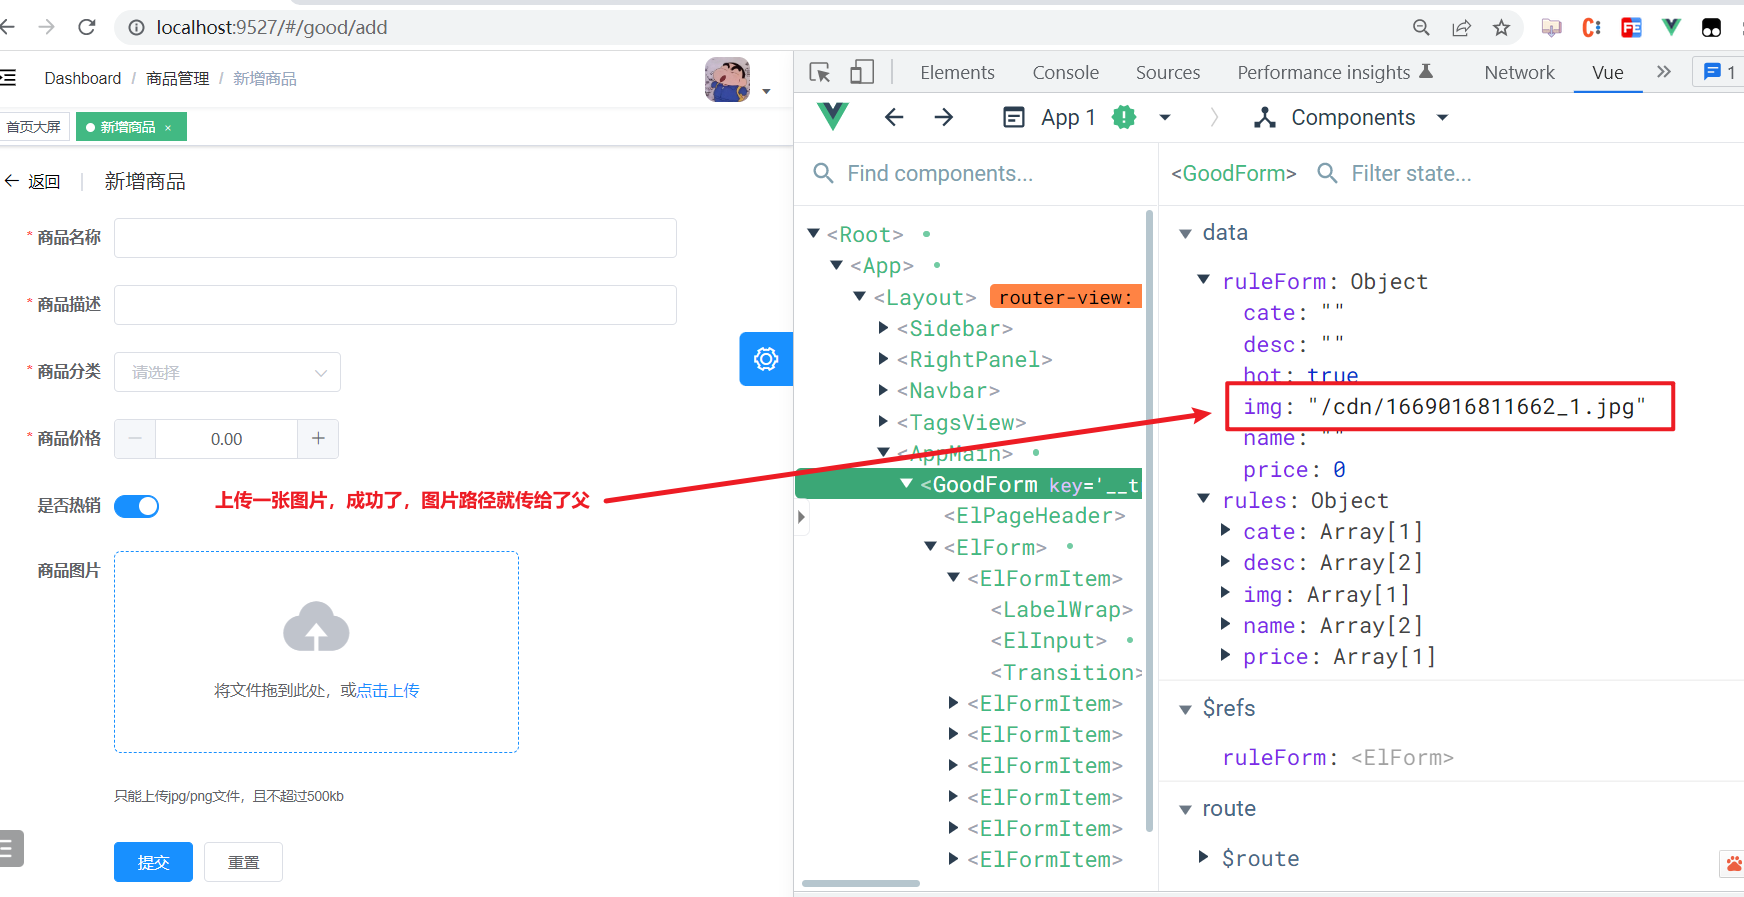 localhost:9527/#/good/add
Dashboard / 商品管理 / 新增商品
首页大屏
新增商品 ×
← 返回 | 新增商品
* 商品名称
* 商品描述
* 商品分类
请选择
* 商品价格
0.00
是否热销
上传一张图片，成功了，图片路径就传给了父
商品图片
将文件拖到此处，或点击上传
只能上传jpg/png文件，且不超过500kb
提交
重置
Elements
Console
Sources
Performance insights
Network
Vue
1
App 1
Components
Find components...
<GoodForm>
Filter state...
<Root>
<App>
<Layout> router-view:
<Sidebar>
<RightPanel>
<Navbar>
<TagsView>
<AppMain>
<GoodForm key='__t
<ElPageHeader>
<ElForm>
<ElFormItem>
<LabelWrap>
<ElInput>
<Transition>
<ElFormItem>
<ElFormItem>
<ElFormItem>
<ElFormItem>
<ElFormItem>
<ElFormItem>
data
ruleForm: Object
cate: ""
desc: ""
hot: true
img: "/cdn/1669016811662_1.jpg"
name: ""
price: 0
rules: Object
cate: Array[1]
desc: Array[2]
img: Array[1]
name: Array[2]
price: Array[1]
$refs
ruleForm: <ElForm>
route
$route